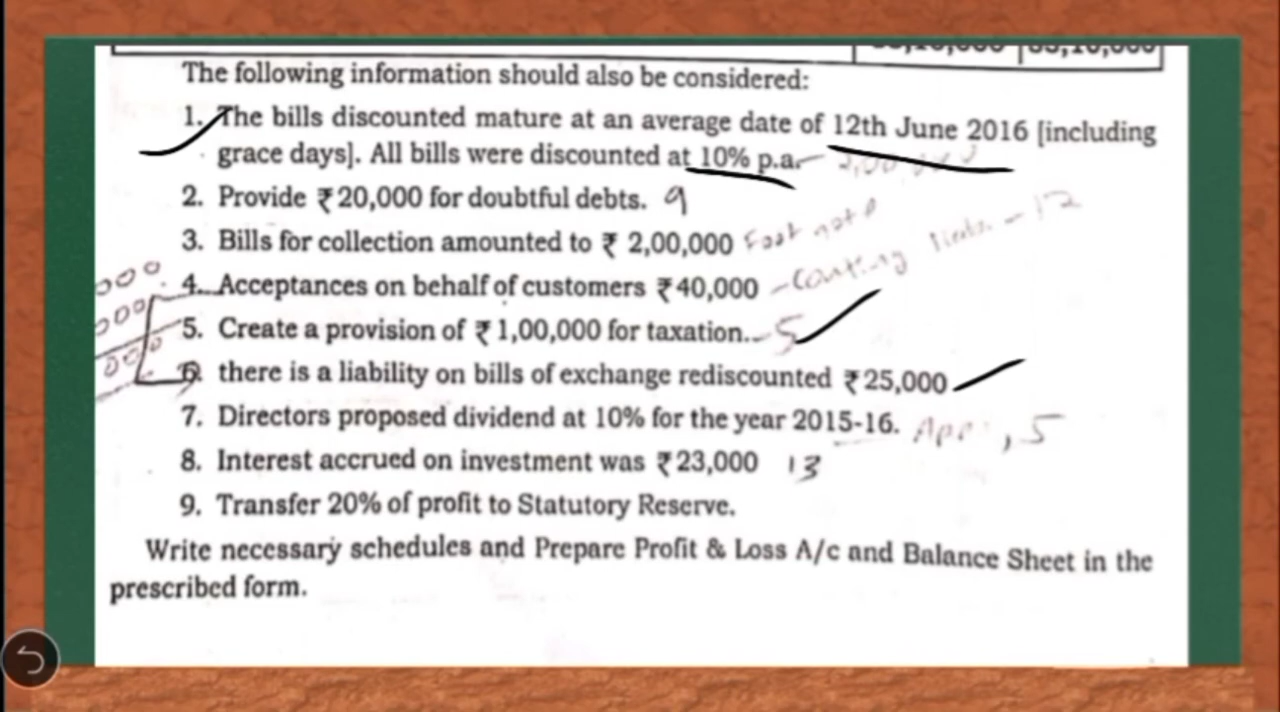 The following information should also be considered:
1. The bills discounted mature at an average date of 12th June 2016 [including
grace days]. All bills were discounted at 10% p.a.
2. Provide ₹20,000 for doubtful debts. 9
3. Bills for collection amounted to ₹ 2,00,000 Foot note
4. Acceptances on behalf of customers ₹40,000
5. Create a provision of ₹1,00,000 for taxation. 5
6. there is a liability on bills of exchange rediscounted ₹25,000
7. Directors proposed dividend at 10% for the year 2015-16. 5
8. Interest accrued on investment was ₹23,000 13
9. Transfer 20% of profit to Statutory Reserve.
Write necessary schedules and Prepare Profit & Loss A/c and Balance Sheet in the
prescribed form.